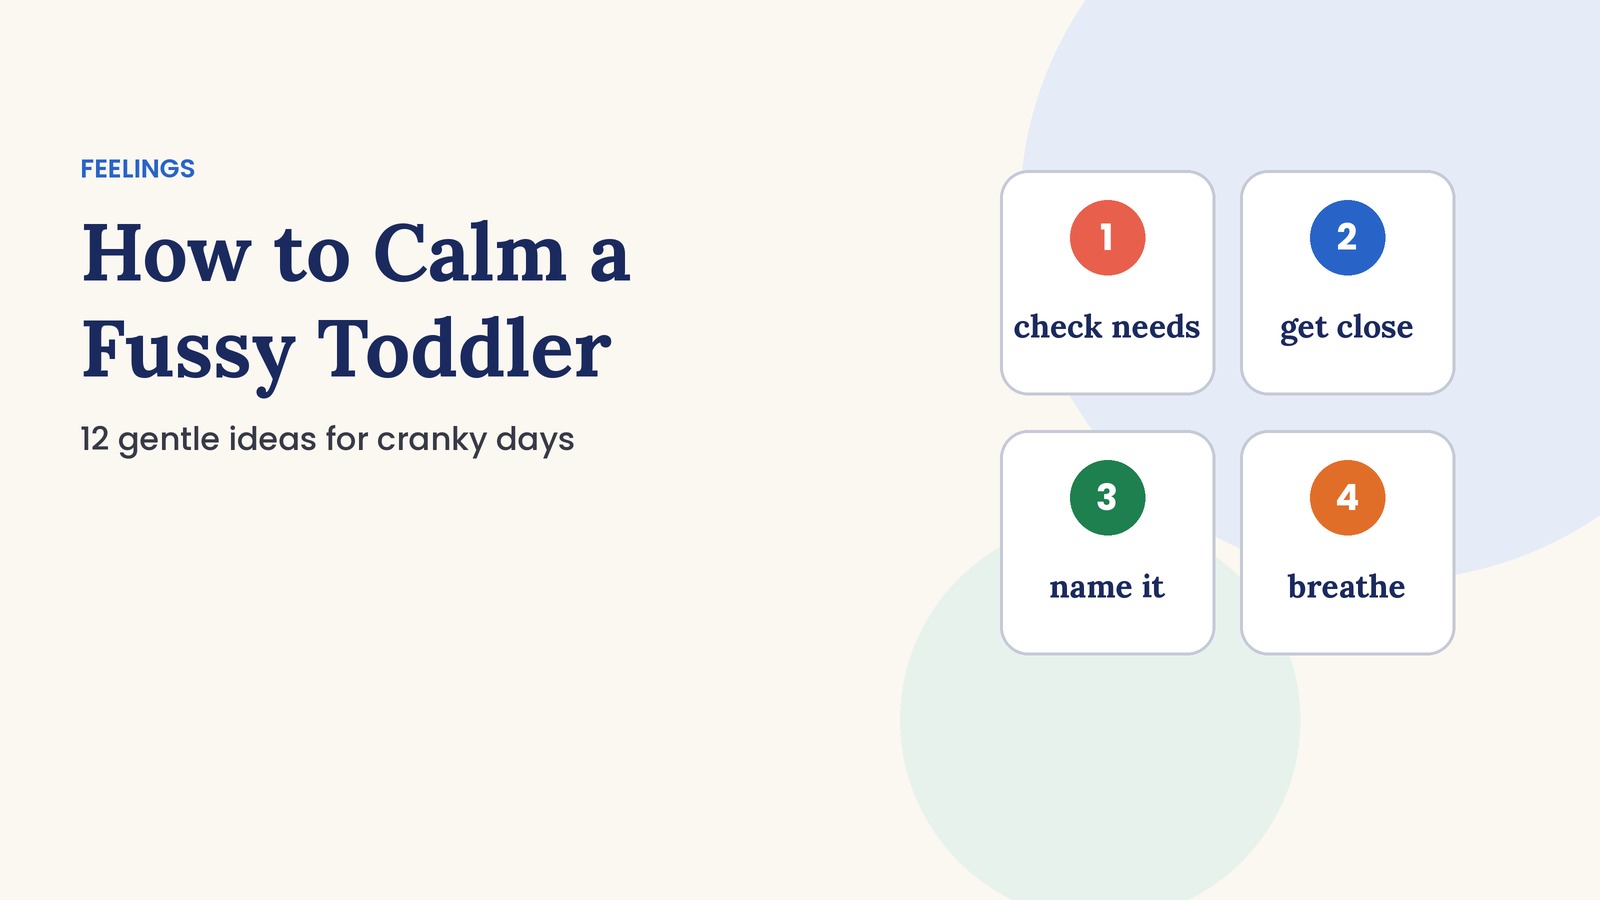 FEELINGS
How to Calm a
Fussy Toddler
12 gentle ideas for cranky days
1
check needs
2
get close
3
name it
4
breathe